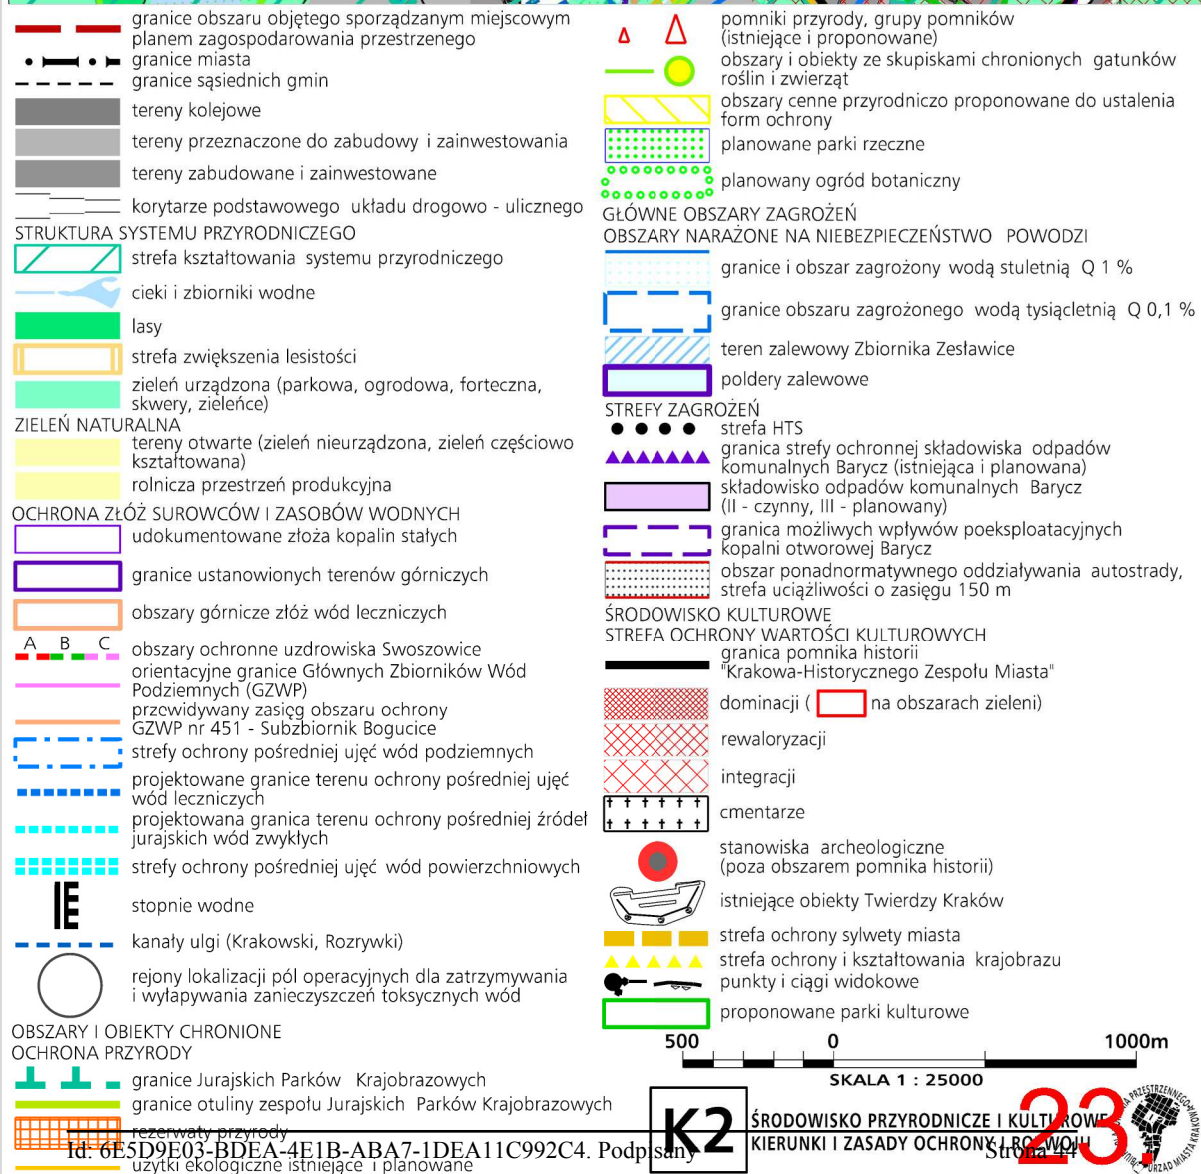 granice obszaru objętego sporządzanym miejscowym
planem zagospodarowania przestrzenego
granice miasta
granice sąsiednich gmin
tereny kolejowe
tereny przeznaczone do zabudowy i zainwestowania
tereny zabudowane i zainwestowane
korytarze podstawowego układu drogowo - ulicznego
STRUKTURA SYSTEMU PRZYRODNICZEGO
strefa kształtowania systemu przyrodniczego
cieki i zbiorniki wodne
lasy
strefa zwiększenia lesistości
zieleń urządzona (parkowa, ogrodowa, forteczna,
skwery, zieleńce)
ZIELEŃ NATURALNA
tereny otwarte (zieleń nieurządzona, zieleń częściowo
kształtowana)
rolnicza przestrzeń produkcyjna
OCHRONA ZŁÓŻ SUROWCÓW I ZASOBÓW WODNYCH
udokumentowane złoża kopalin stałych
granice ustanowionych terenów górniczych
obszary górnicze złóż wód leczniczych
A B C
obszary ochronne uzdrowiska Swoszowice
orientacyjne granice Głównych Zbiorników Wód
Podziemnych (GZWP)
przewidywany zasięg obszaru ochrony
GZWP nr 451 - Subzbiornik Bogucice
strefy ochrony pośredniej ujęć wód podziemnych
projektowane granice terenu ochrony pośredniej ujęć
wód leczniczych
projektowana granica terenu ochrony pośredniej źródeł
jurajskich wód zwykłych
strefy ochrony pośredniej ujęć wód powierzchniowych
stopnie wodne
kanały ulgi (Krakowski, Rozrywki)
rejony lokalizacji pól operacyjnych dla zatrzymywania
i wyłapywania zanieczyszczeń toksycznych wód
OBSZARY I OBIEKTY CHRONIONE
OCHRONA PRZYRODY
granice Jurajskich Parków Krajobrazowych
granice otuliny zespołu Jurajskich Parków Krajobrazowych
rezerwaty przyrody
użytki ekologiczne istniejące i planowane
pomniki przyrody, grupy pomników
(istniejące i proponowane)
obszary i obiekty ze skupiskami chronionych gatunków
roślin i zwierząt
obszary cenne przyrodniczo proponowane do ustalenia
form ochrony
planowane parki rzeczne
planowany ogród botaniczny
GŁÓWNE OBSZARY ZAGROŻEŃ
OBSZARY NARAŻONE NA NIEBEZPIECZEŃSTWO POWODZI
granice i obszar zagrożony wodą stuletnią Q 1 %
granice obszaru zagrożonego wodą tysiącletnią Q 0,1 %
teren zalewowy Zbiornika Zesławice
poldery zalewowe
STREFY ZAGROŻEŃ
strefa HTS
granica strefy ochronnej składowiska odpadów
komunalnych Barycz (istniejąca i planowana)
składowisko odpadów komunalnych Barycz
(II - czynny, III - planowany)
granica możliwych wpływów poeksploatacyjnych
kopalni otworowej Barycz
obszar ponadnormatywnego oddziaływania autostrady,
strefa uciążliwości o zasięgu 150 m
ŚRODOWISKO KULTUROWE
STREFA OCHRONY WARTOŚCI KULTUROWYCH
granica pomnika historii
"Krakowa-Historycznego Zespołu Miasta"
dominacji ( na obszarach zieleni)
rewaloryzacji
integracji
cmentarze
stanowiska archeologiczne
(poza obszarem pomnika historii)
istniejące obiekty Twierdzy Kraków
strefa ochrony sylwety miasta
strefa ochrony i kształtowania krajobrazu
punkty i ciągi widokowe
proponowane parki kulturowe
500 0 1000m
SKALA 1 : 25000
K2
ŚRODOWISKO PRZYRODNICZE I KULTUROWE
KIERUNKI I ZASADY OCHRONY I ROZWOJU
23.
URZĄD MIASTA KRAKOWA
Id: 6E5D9E03-BDEA-4E1B-ABA7-1DEA11C992C4. Podpisany
Strona 44